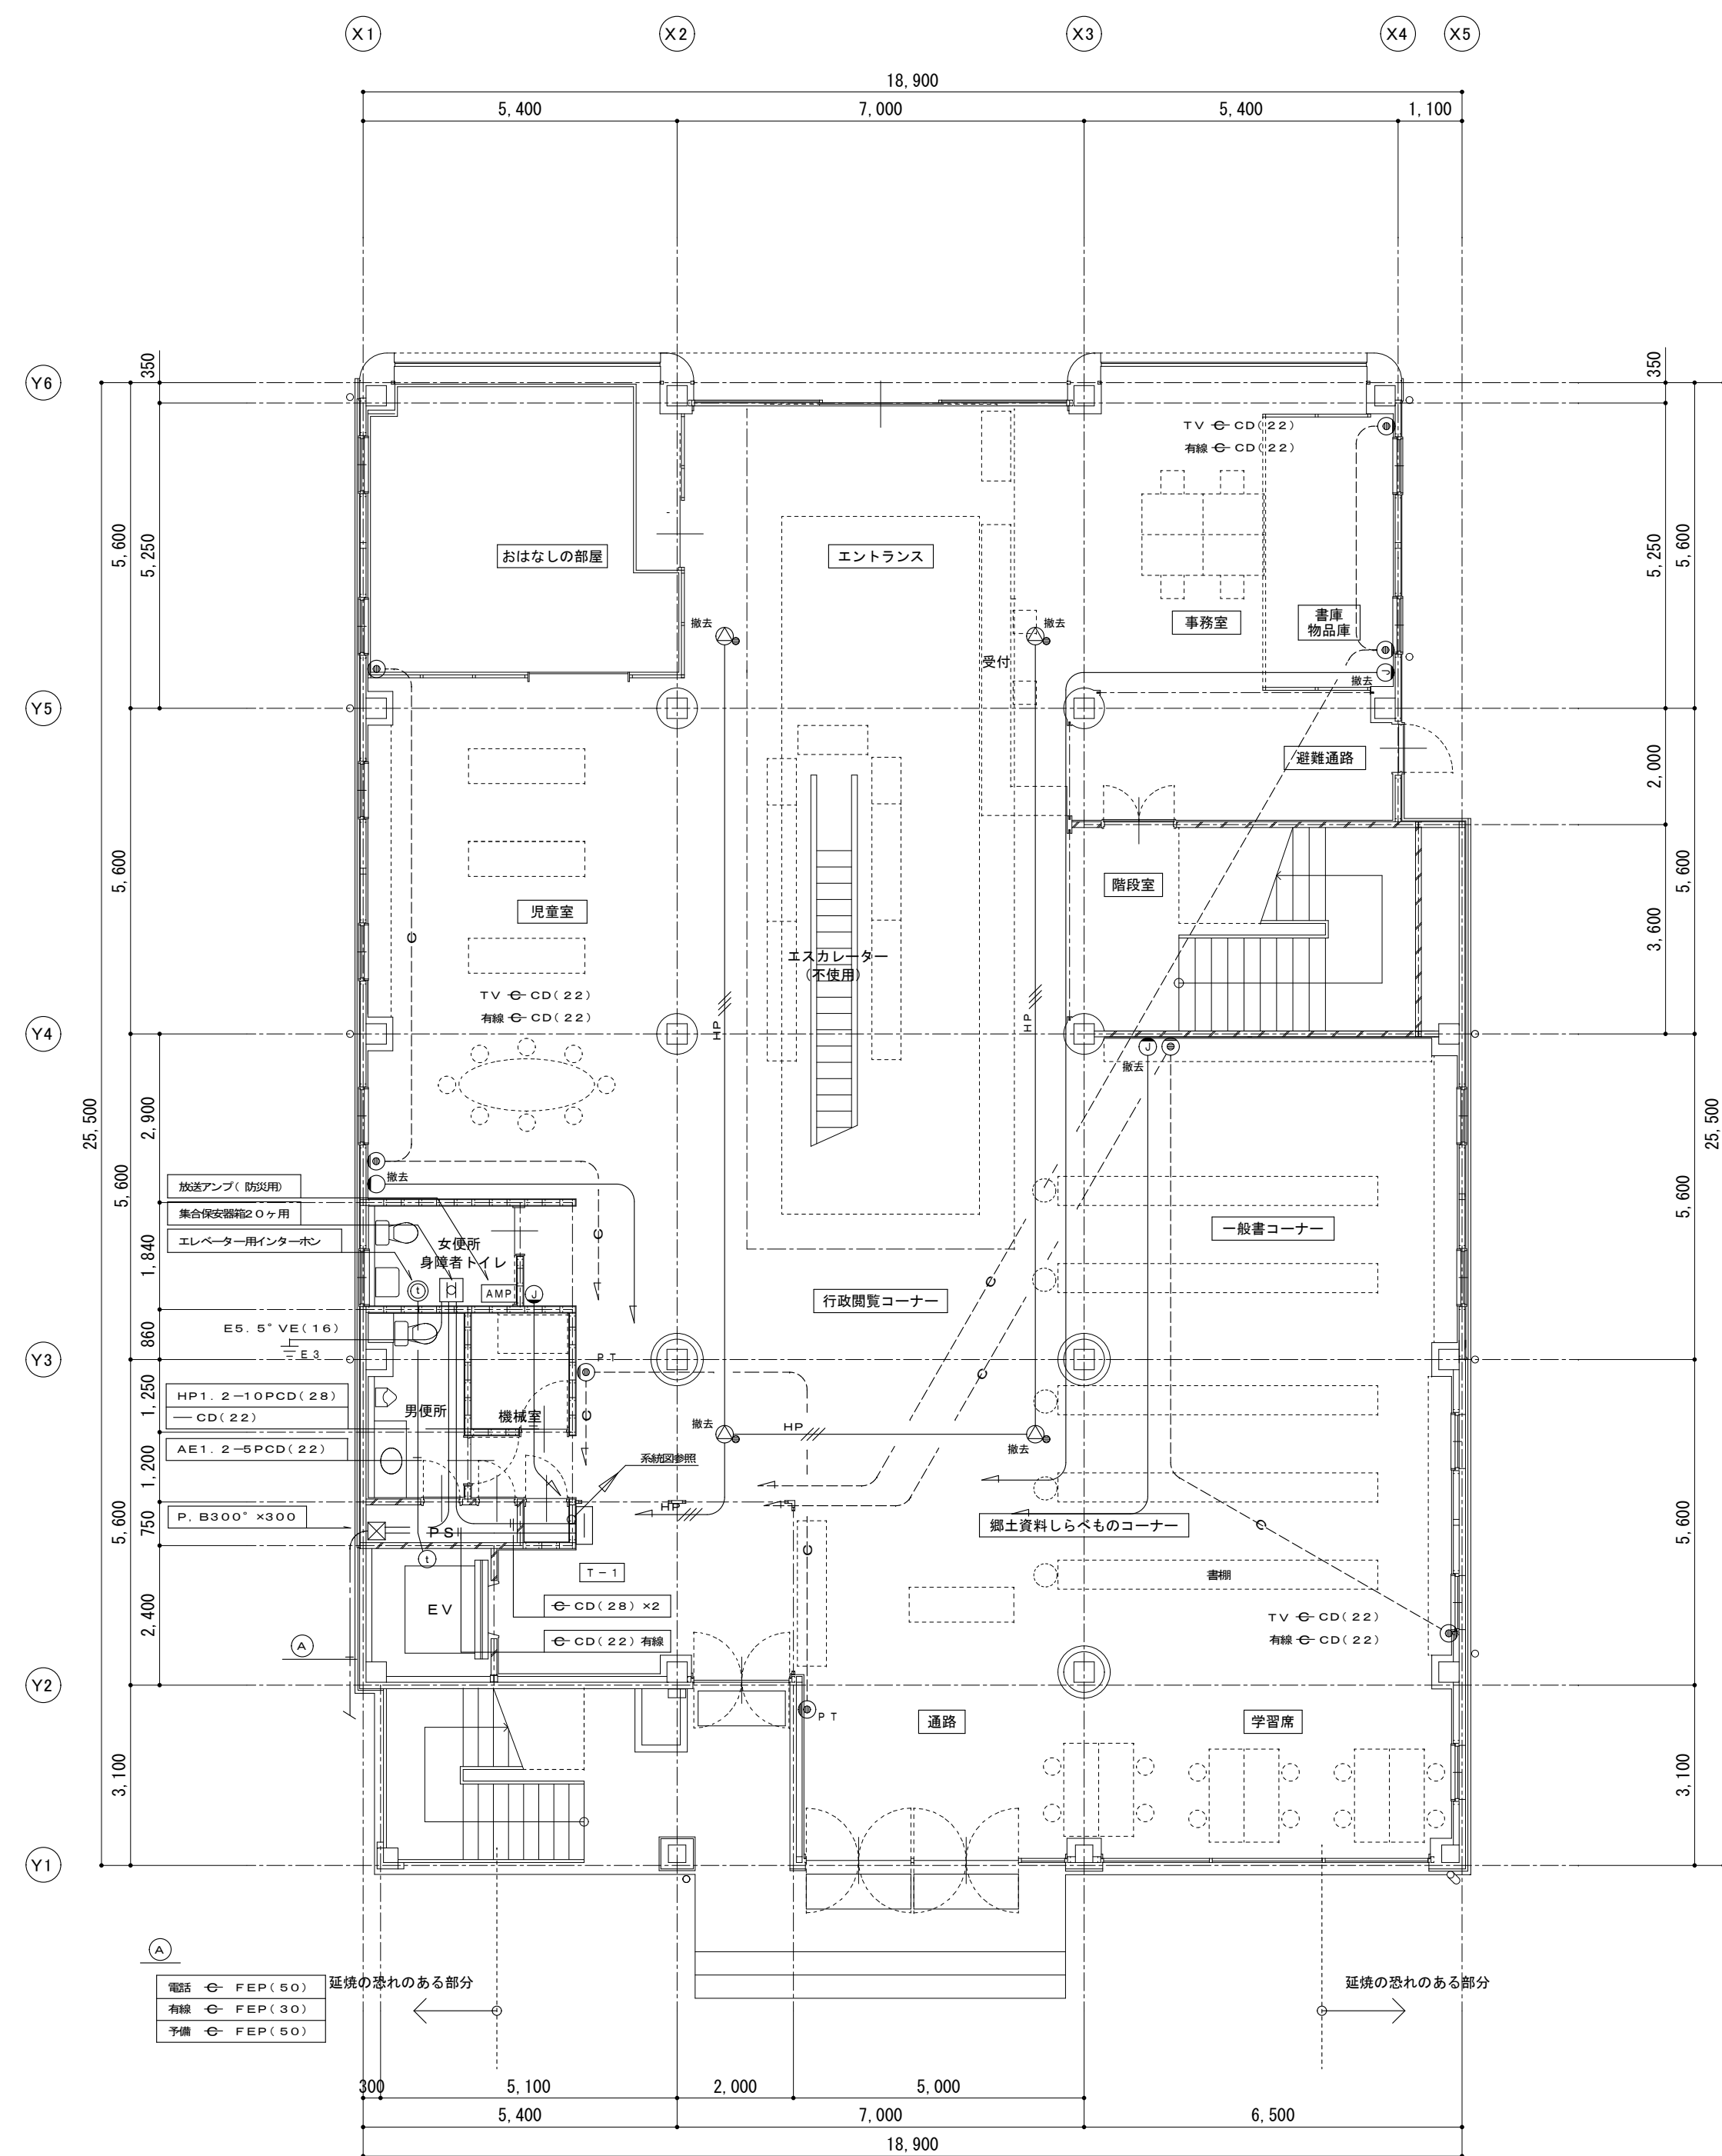 X1
X2
X3
X4
X5
18,900
5,400
7,000
5,400
1,100
Y6
350
350
TV C CD(22)
有線 C CD(22)
5,600
5,250
おはなしの部屋
エントランス
5,250
5,600
撤去
撤去
事務室
書庫
物品庫
受付
撤去
Y5
避難通路
2,000
5,600
階段室
5,600
児童室
3,600
C
エスカレーター
(不使用)
TV C CD(22)
有線 C CD(22)
HP
HP
Y4
J
撤去
2,900
25,500
25,500
5,600
撤去
放送アンプ(防災用)
集合保安器箱20ヶ用
エレベーター用インターホン
女便所
身障者トイレ
一般書コーナー
5,600
1,840
C
C
t
AMP
J
行政閲覧コーナー
E5.5°VE(16)
E3
860
Y3
PT
C
HP1.2-10PCD(28)
CD(22)
1,250
男便所
機械室
C
撤去
HP
撤去
AE1.2-5PCD(22)
1,200
系統図参照
HP
P.B300°×300
750
PS
郷土資料しらべものコーナー
C
5,600
5,600
t
C
T-1
書棚
2,400
EV
C CD(28)×2
TV C CD(22)
C CD(22)有線
有線 C CD(22)
A
Y2
PT
通路
学習席
3,100
3,100
Y1
A
電話 C FEP(50)
有線 C FEP(30)
予備 C FEP(50)
延焼の恐れのある部分
延焼の恐れのある部分
300
5,100
2,000
5,000
5,400
7,000
6,500
18,900